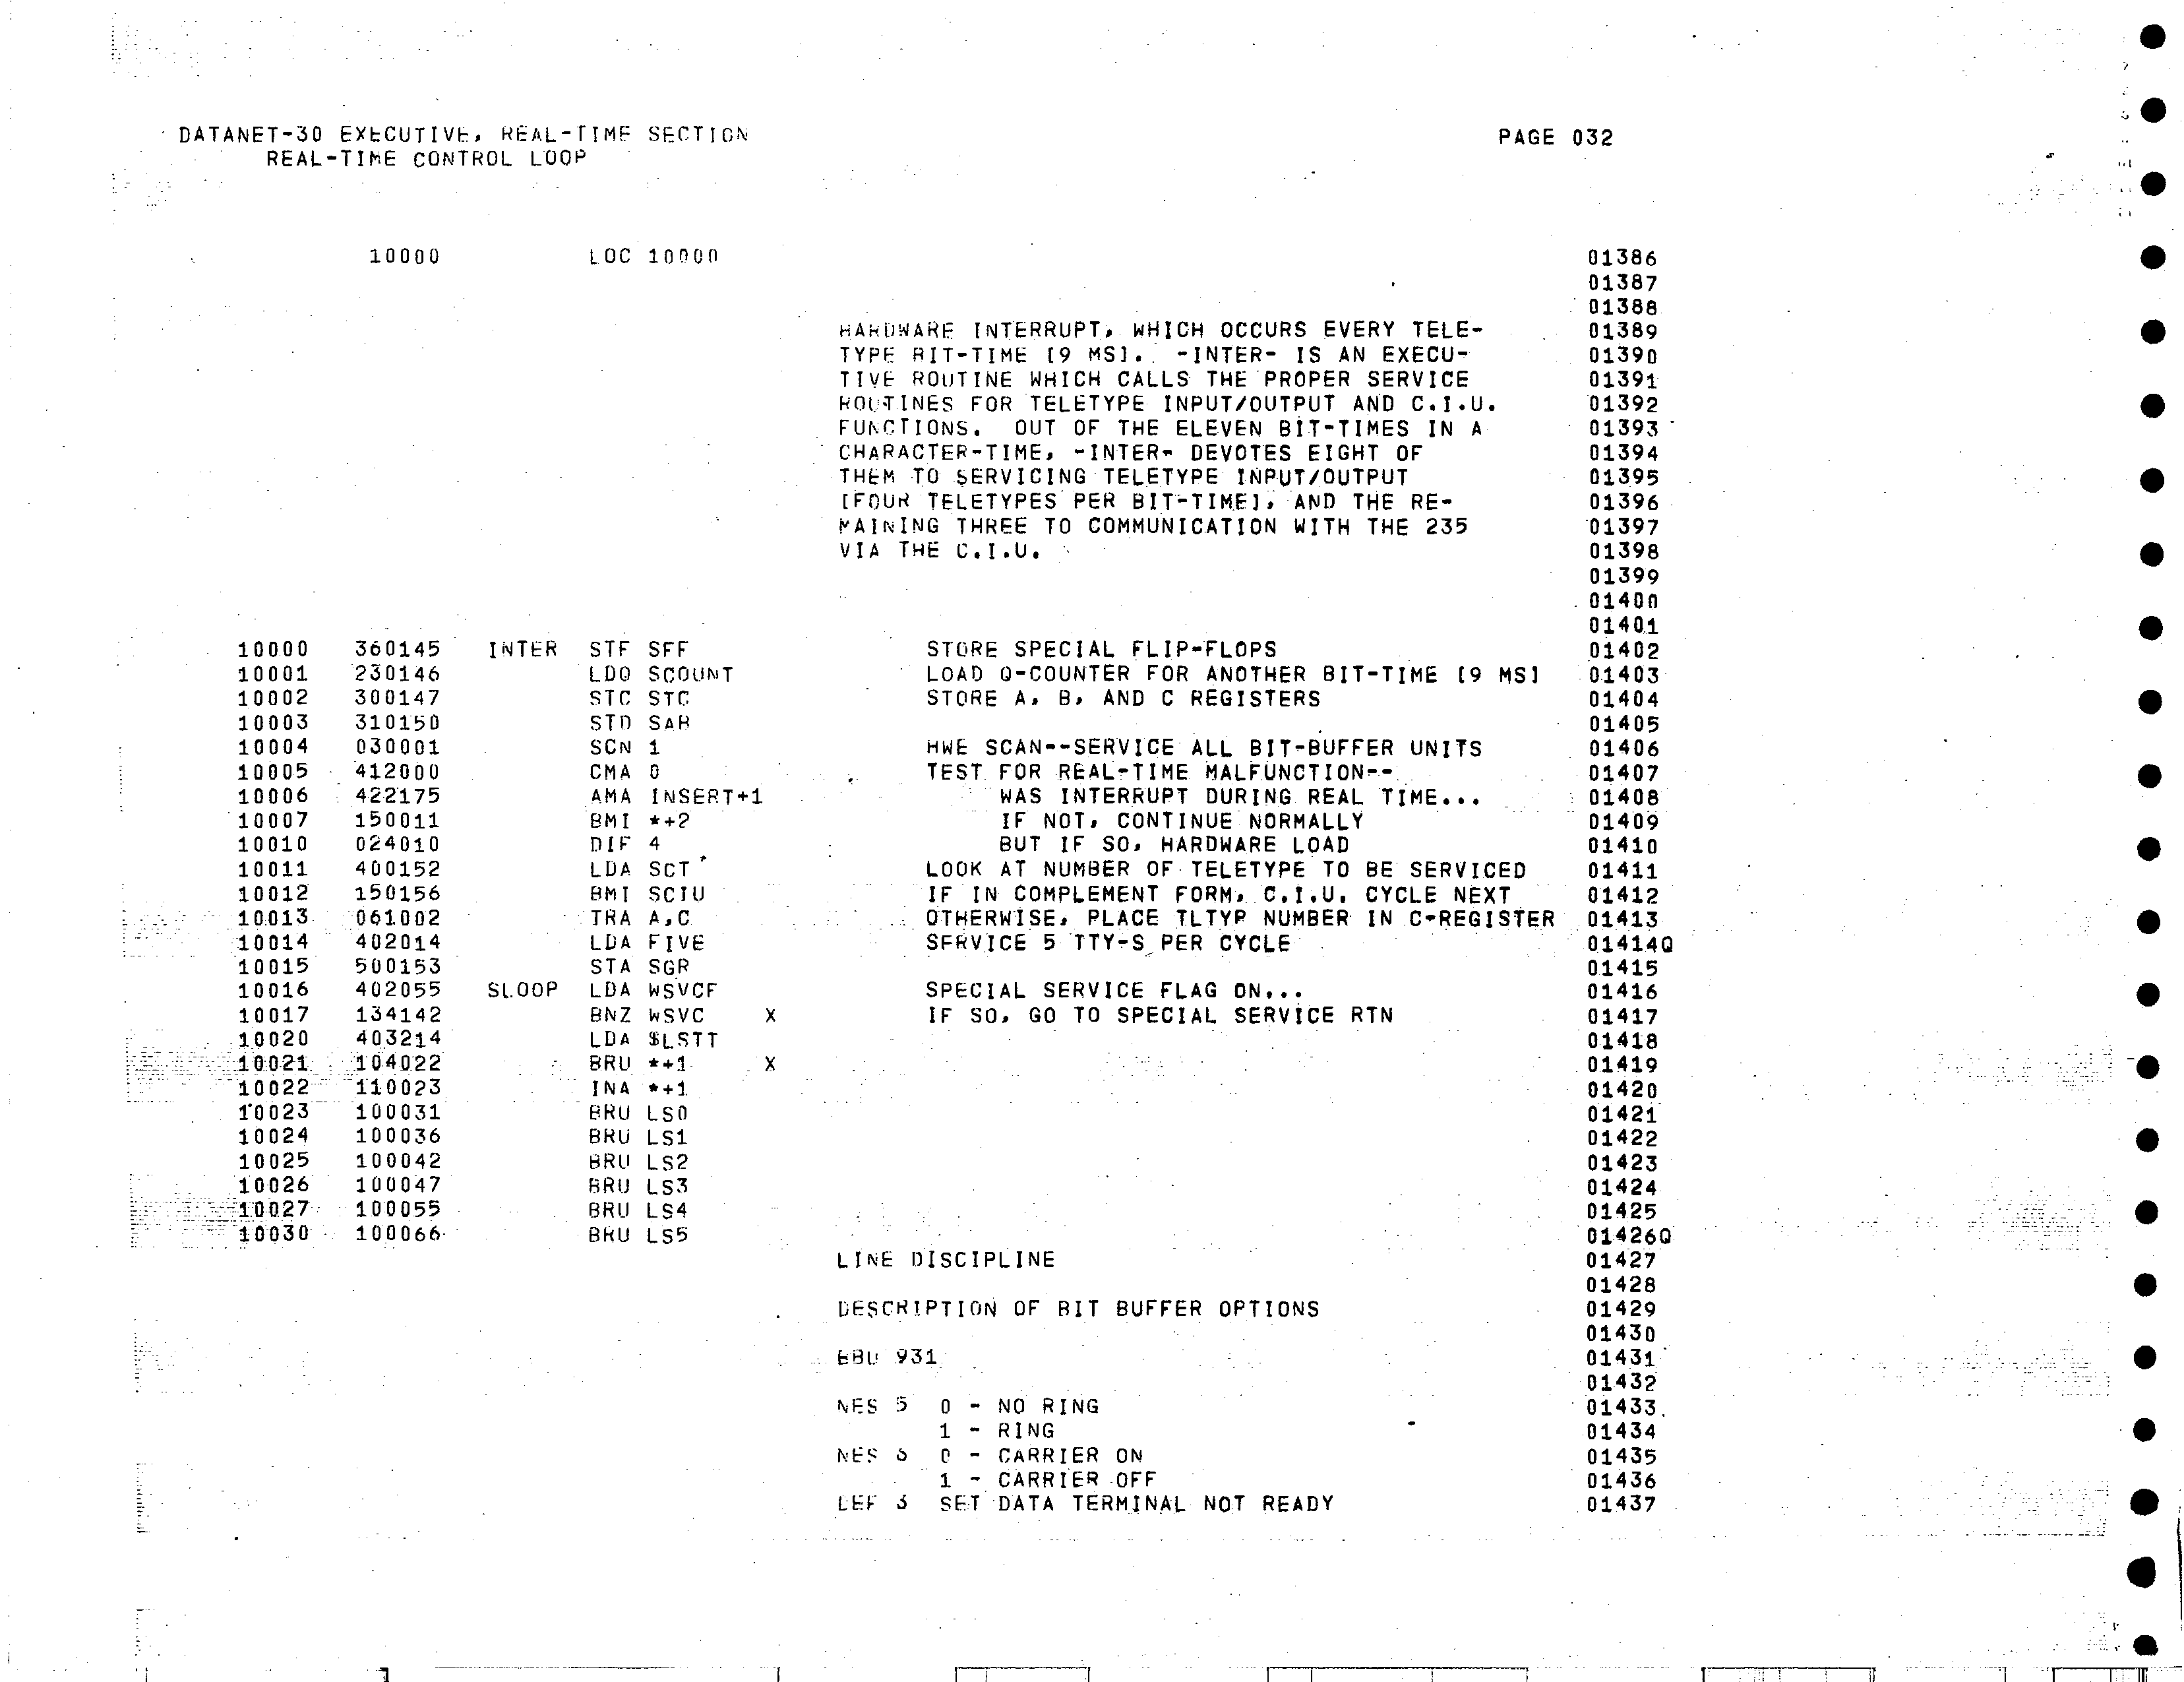 DATANET-30 EXECUTIVE, REAL-TIME SECTION PAGE 032
REAL-TIME CONTROL LOOP
10000 LOC 10000 01386
01387
01388
HARDWARE INTERRUPT, WHICH OCCURS EVERY TELE- 01389
TYPE BIT-TIME [9 MS]. -INTER- IS AN EXECU- 01390
TIVE ROUTINE WHICH CALLS THE PROPER SERVICE 01391
ROUTINES FOR TELETYPE INPUT/OUTPUT AND C.I.U. 01392
FUNCTIONS. OUT OF THE ELEVEN BIT-TIMES IN A 01393
CHARACTER-TIME, -INTER- DEVOTES EIGHT OF 01394
THEM TO SERVICING TELETYPE INPUT/OUTPUT 01395
[FOUR TELETYPES PER BIT-TIME], AND THE RE- 01396
MAINING THREE TO COMMUNICATION WITH THE 235 01397
VIA THE C.I.U. 01398
01399
01400
01401
10000 360145 INTER STF SFF STORE SPECIAL FLIP-FLOPS 01402
10001 230146 LDQ SCOUNT LOAD Q-COUNTER FOR ANOTHER BIT-TIME [9 MS] 01403
10002 300147 STC STC STORE A, B, AND C REGISTERS 01404
10003 310150 STD SAB 01405
10004 030001 SCN 1 HWE SCAN--SERVICE ALL BIT-BUFFER UNITS 01406
10005 412000 CMA 0 TEST FOR REAL-TIME MALFUNCTION-- 01407
10006 422175 AMA INSERT+1 WAS INTERRUPT DURING REAL TIME... 01408
10007 150011 BMI *+2 IF NOT, CONTINUE NORMALLY 01409
10010 024010 DIF 4 BUT IF SO, HARDWARE LOAD 01410
10011 400152 LDA SCT LOOK AT NUMBER OF TELETYPE TO BE SERVICED 01411
10012 150156 BMI SCIU IF IN COMPLEMENT FORM, C.I.U. CYCLE NEXT 01412
10013 061002 TRA A,C OTHERWISE, PLACE TLTYP NUMBER IN C-REGISTER 01413
10014 402014 LDA FIVE SERVICE 5 TTY-S PER CYCLE 01414Q
10015 500153 STA SGR 01415
10016 402055 SLOOP LDA WSVCF SPECIAL SERVICE FLAG ON... 01416
10017 134142 BNZ WSVC X IF SO, GO TO SPECIAL SERVICE RTN 01417
10020 403214 LDA $LSTT 01418
10021 104022 BRU *+1 X 01419
10022 110023 INA *+1 01420
10023 100031 BRU LS0 01421
10024 100036 BRU LS1 01422
10025 100042 BRU LS2 01423
10026 100047 BRU LS3 01424
10027 100055 BRU LS4 01425
10030 100066 BRU LS5 01426Q
LINE DISCIPLINE 01427
01428
DESCRIPTION OF BIT BUFFER OPTIONS 01429
01430
EBU 931 01431
01432
NES 5 0 - NO RING 01433
1 - RING 01434
NES 6 0 - CARRIER ON 01435
1 - CARRIER OFF 01436
SET DATA TERMINAL NOT READY 01437